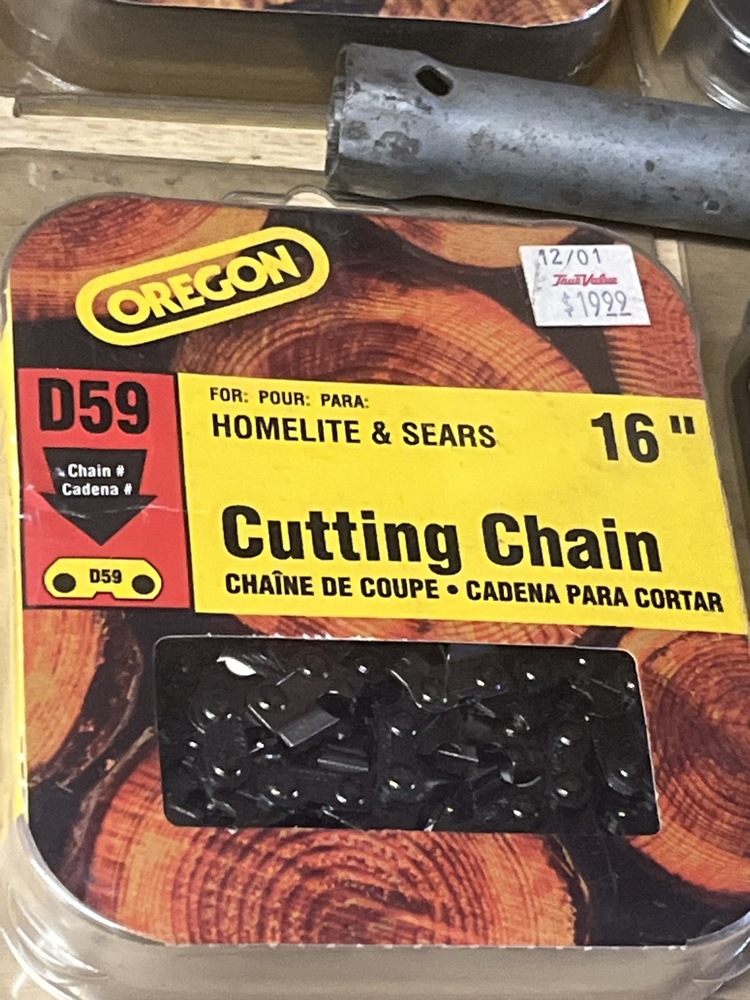 OREGON
12/01
True Value
$1999
D59
Chain #
Cadena #
D59
FOR: POUR: PARA:
HOMELITE & SEARS
16"
Cutting Chain
CHAÎNE DE COUPE • CADENA PARA CORTAR